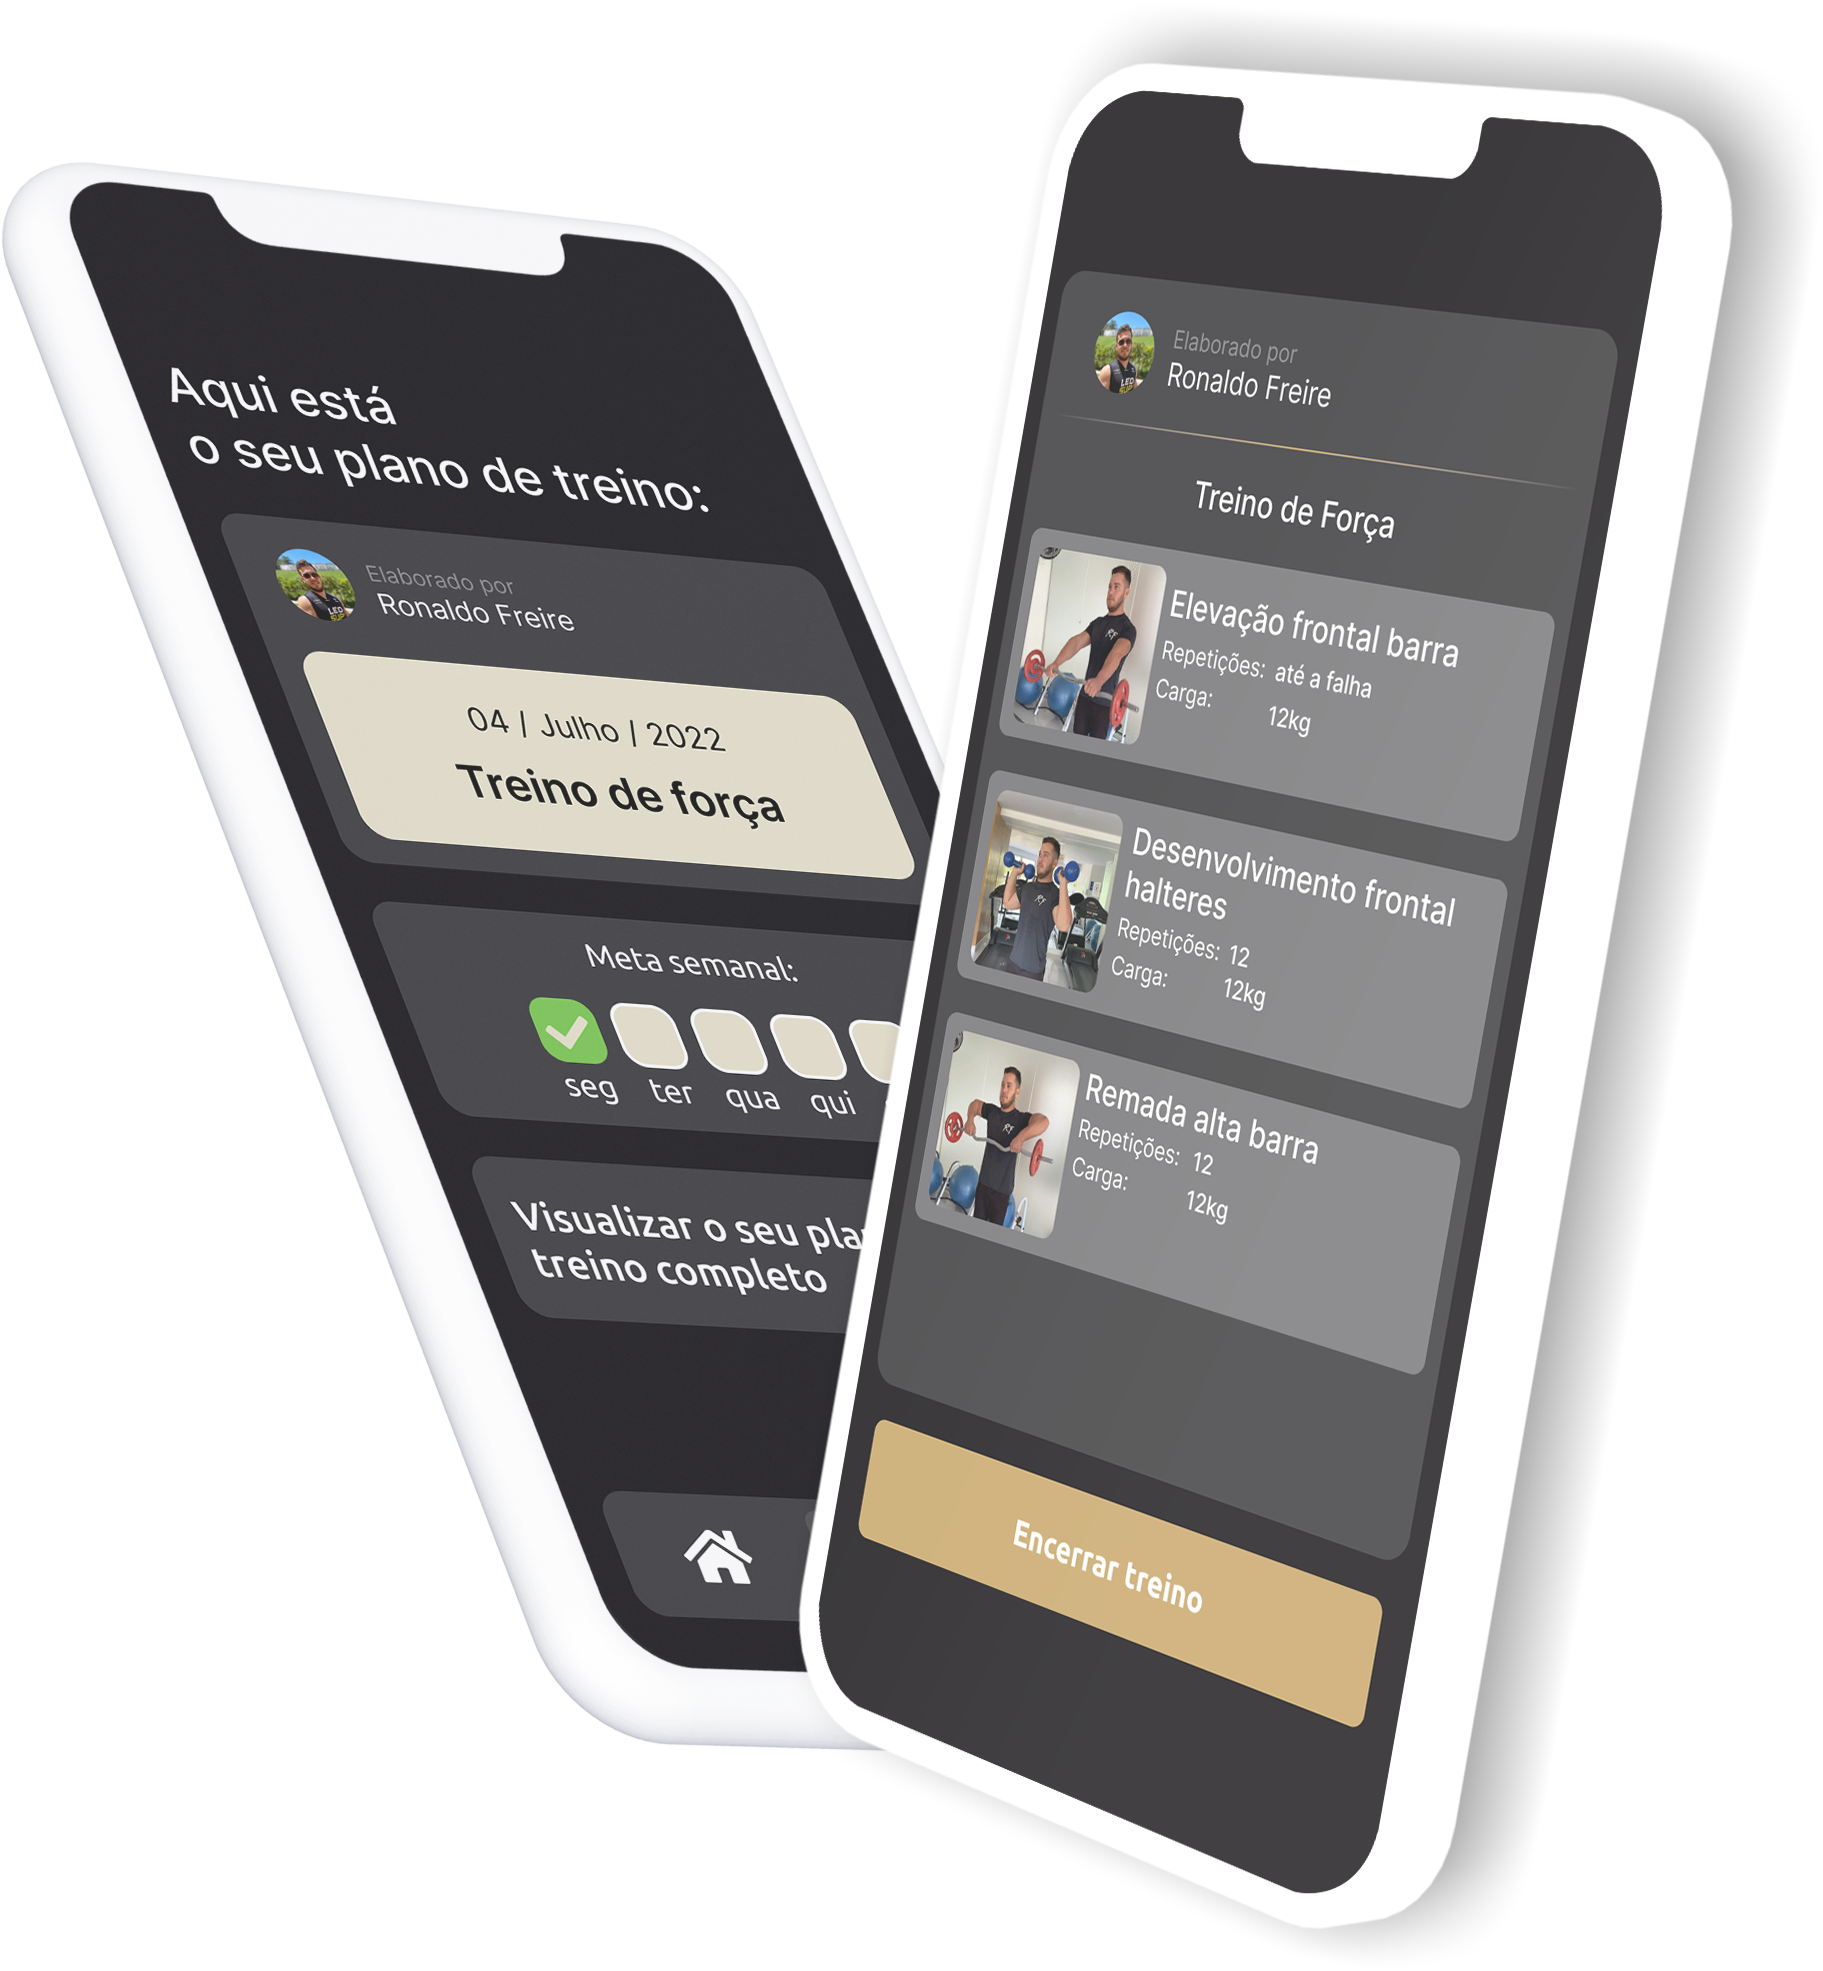 Aqui está
o seu plano de treino:
Elaborado por
Ronaldo Freire
04 | Julho | 2022
Treino de força
Meta semanal:
seg ter qua qui
Visualizar o seu
treino completo
Elaborado por
Ronaldo Freire
Treino de Força
Elevação frontal barra
Repetições: até a falha
Carga: 12kg
Desenvolvimento frontal
halteres
Repetições: 12
Carga: 12kg
Remada alta barra
Repetições: 12
Carga: 12kg
Encerrar treino